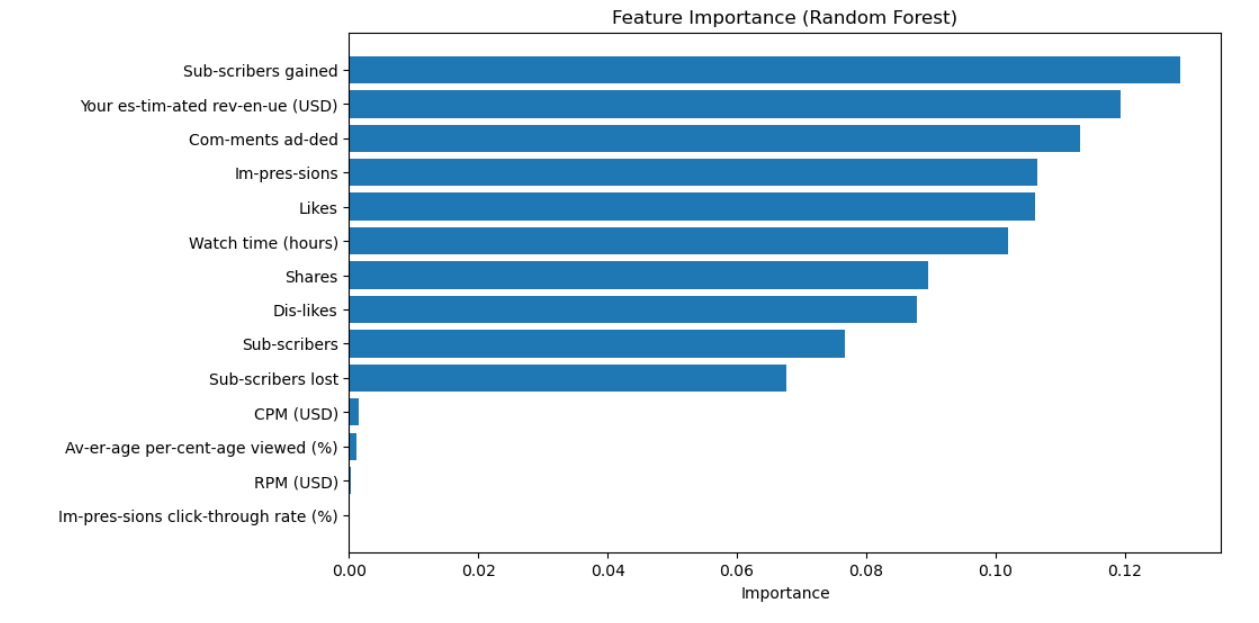 Feature Importance (Random Forest)
Sub-scribers gained
Your es-tim-ated rev-en-ue (USD)
Com-ments ad-ded
Im-pres-sions
Likes
Watch time (hours)
Shares
Dis-likes
Sub-scribers
Sub-scribers lost
CPM (USD)
Av-er-age per-cent-age viewed (%)
RPM (USD)
Im-pres-sions click-through rate (%)
0.00 0.02 0.04 0.06 0.08 0.10 0.12
Importance